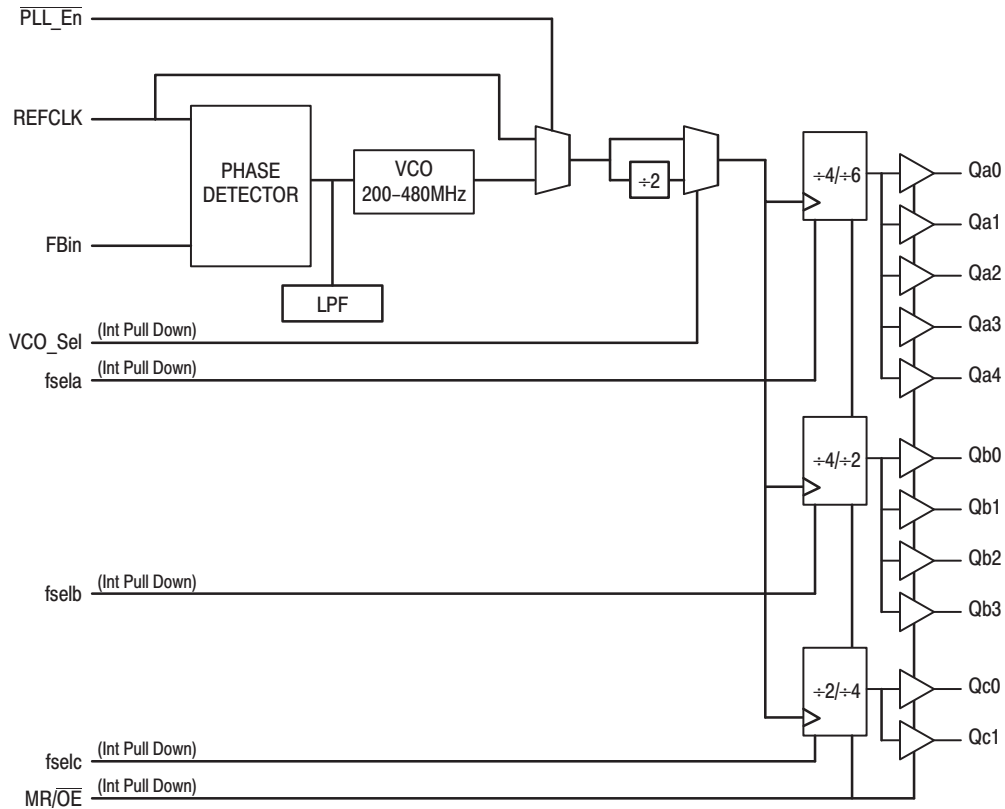 PLL_En
REFCLK
PHASE
DETECTOR
VCO
200–480MHz
÷2
÷4/÷6
Qa0
Qa1
Qa2
Qa3
Qa4
FBin
LPF
VCO_Sel (Int Pull Down)
fsela (Int Pull Down)
÷4/÷2
Qb0
Qb1
Qb2
Qb3
fselb (Int Pull Down)
÷2/÷4
Qc0
Qc1
fselc (Int Pull Down)
MR/OE (Int Pull Down)